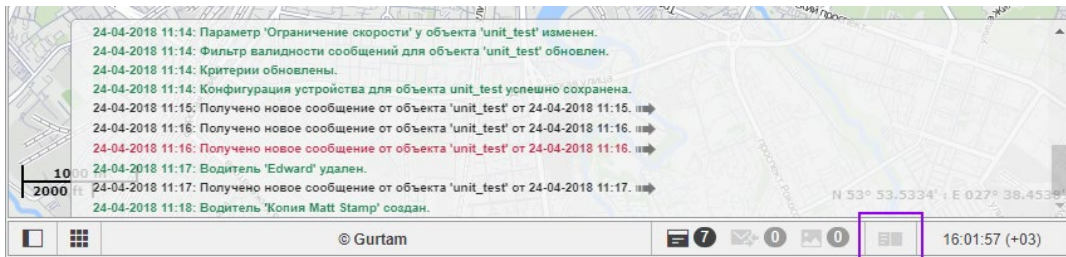 24-04-2018 11:14: Параметр 'Ограничение скорости' у объекта 'unit_test' изменен.
24-04-2018 11:14: Фильтр валидности сообщений для объекта 'unit_test' обновлен.
24-04-2018 11:14: Критерии обновлены.
24-04-2018 11:14: Конфигурация устройства для объекта unit_test успешно сохранена.
24-04-2018 11:15: Получено новое сообщение от объекта 'unit_test' от 24-04-2018 11:15.
24-04-2018 11:16: Получено новое сообщение от объекта 'unit_test' от 24-04-2018 11:16.
24-04-2018 11:16: Получено новое сообщение от объекта 'unit_test' от 24-04-2018 11:16.
24-04-2018 11:17: Водитель 'Edward' удален.
24-04-2018 11:17: Получено новое сообщение от объекта 'unit_test' от 24-04-2018 11:17.
24-04-2018 11:18: Водитель 'Копия Matt Stamp' создан.
1000 m
2000 ft
N 53° 53.5334' : E 027° 38.4538'
© Gurtam
7
0
0
16:01:57 (+03)